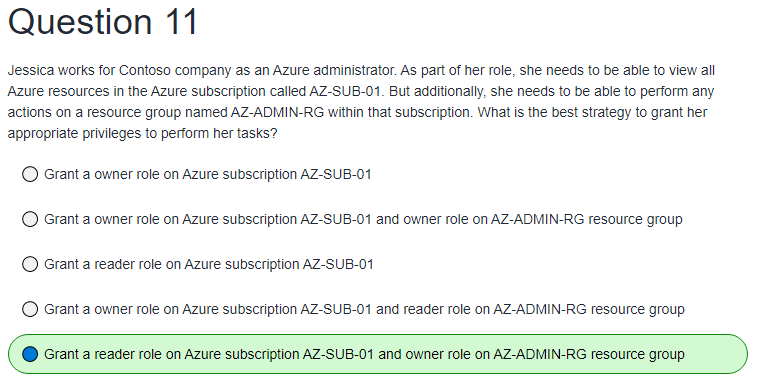 Question 11
Jessica works for Contoso company as an Azure administrator. As part of her role, she needs to be able to view all
Azure resources in the Azure subscription called AZ-SUB-01. But additionally, she needs to be able to perform any
actions on a resource group named AZ-ADMIN-RG within that subscription. What is the best strategy to grant her
appropriate privileges to perform her tasks?
Grant a owner role on Azure subscription AZ-SUB-01
Grant a owner role on Azure subscription AZ-SUB-01 and owner role on AZ-ADMIN-RG resource group
Grant a reader role on Azure subscription AZ-SUB-01
Grant a owner role on Azure subscription AZ-SUB-01 and reader role on AZ-ADMIN-RG resource group
Grant a reader role on Azure subscription AZ-SUB-01 and owner role on AZ-ADMIN-RG resource group